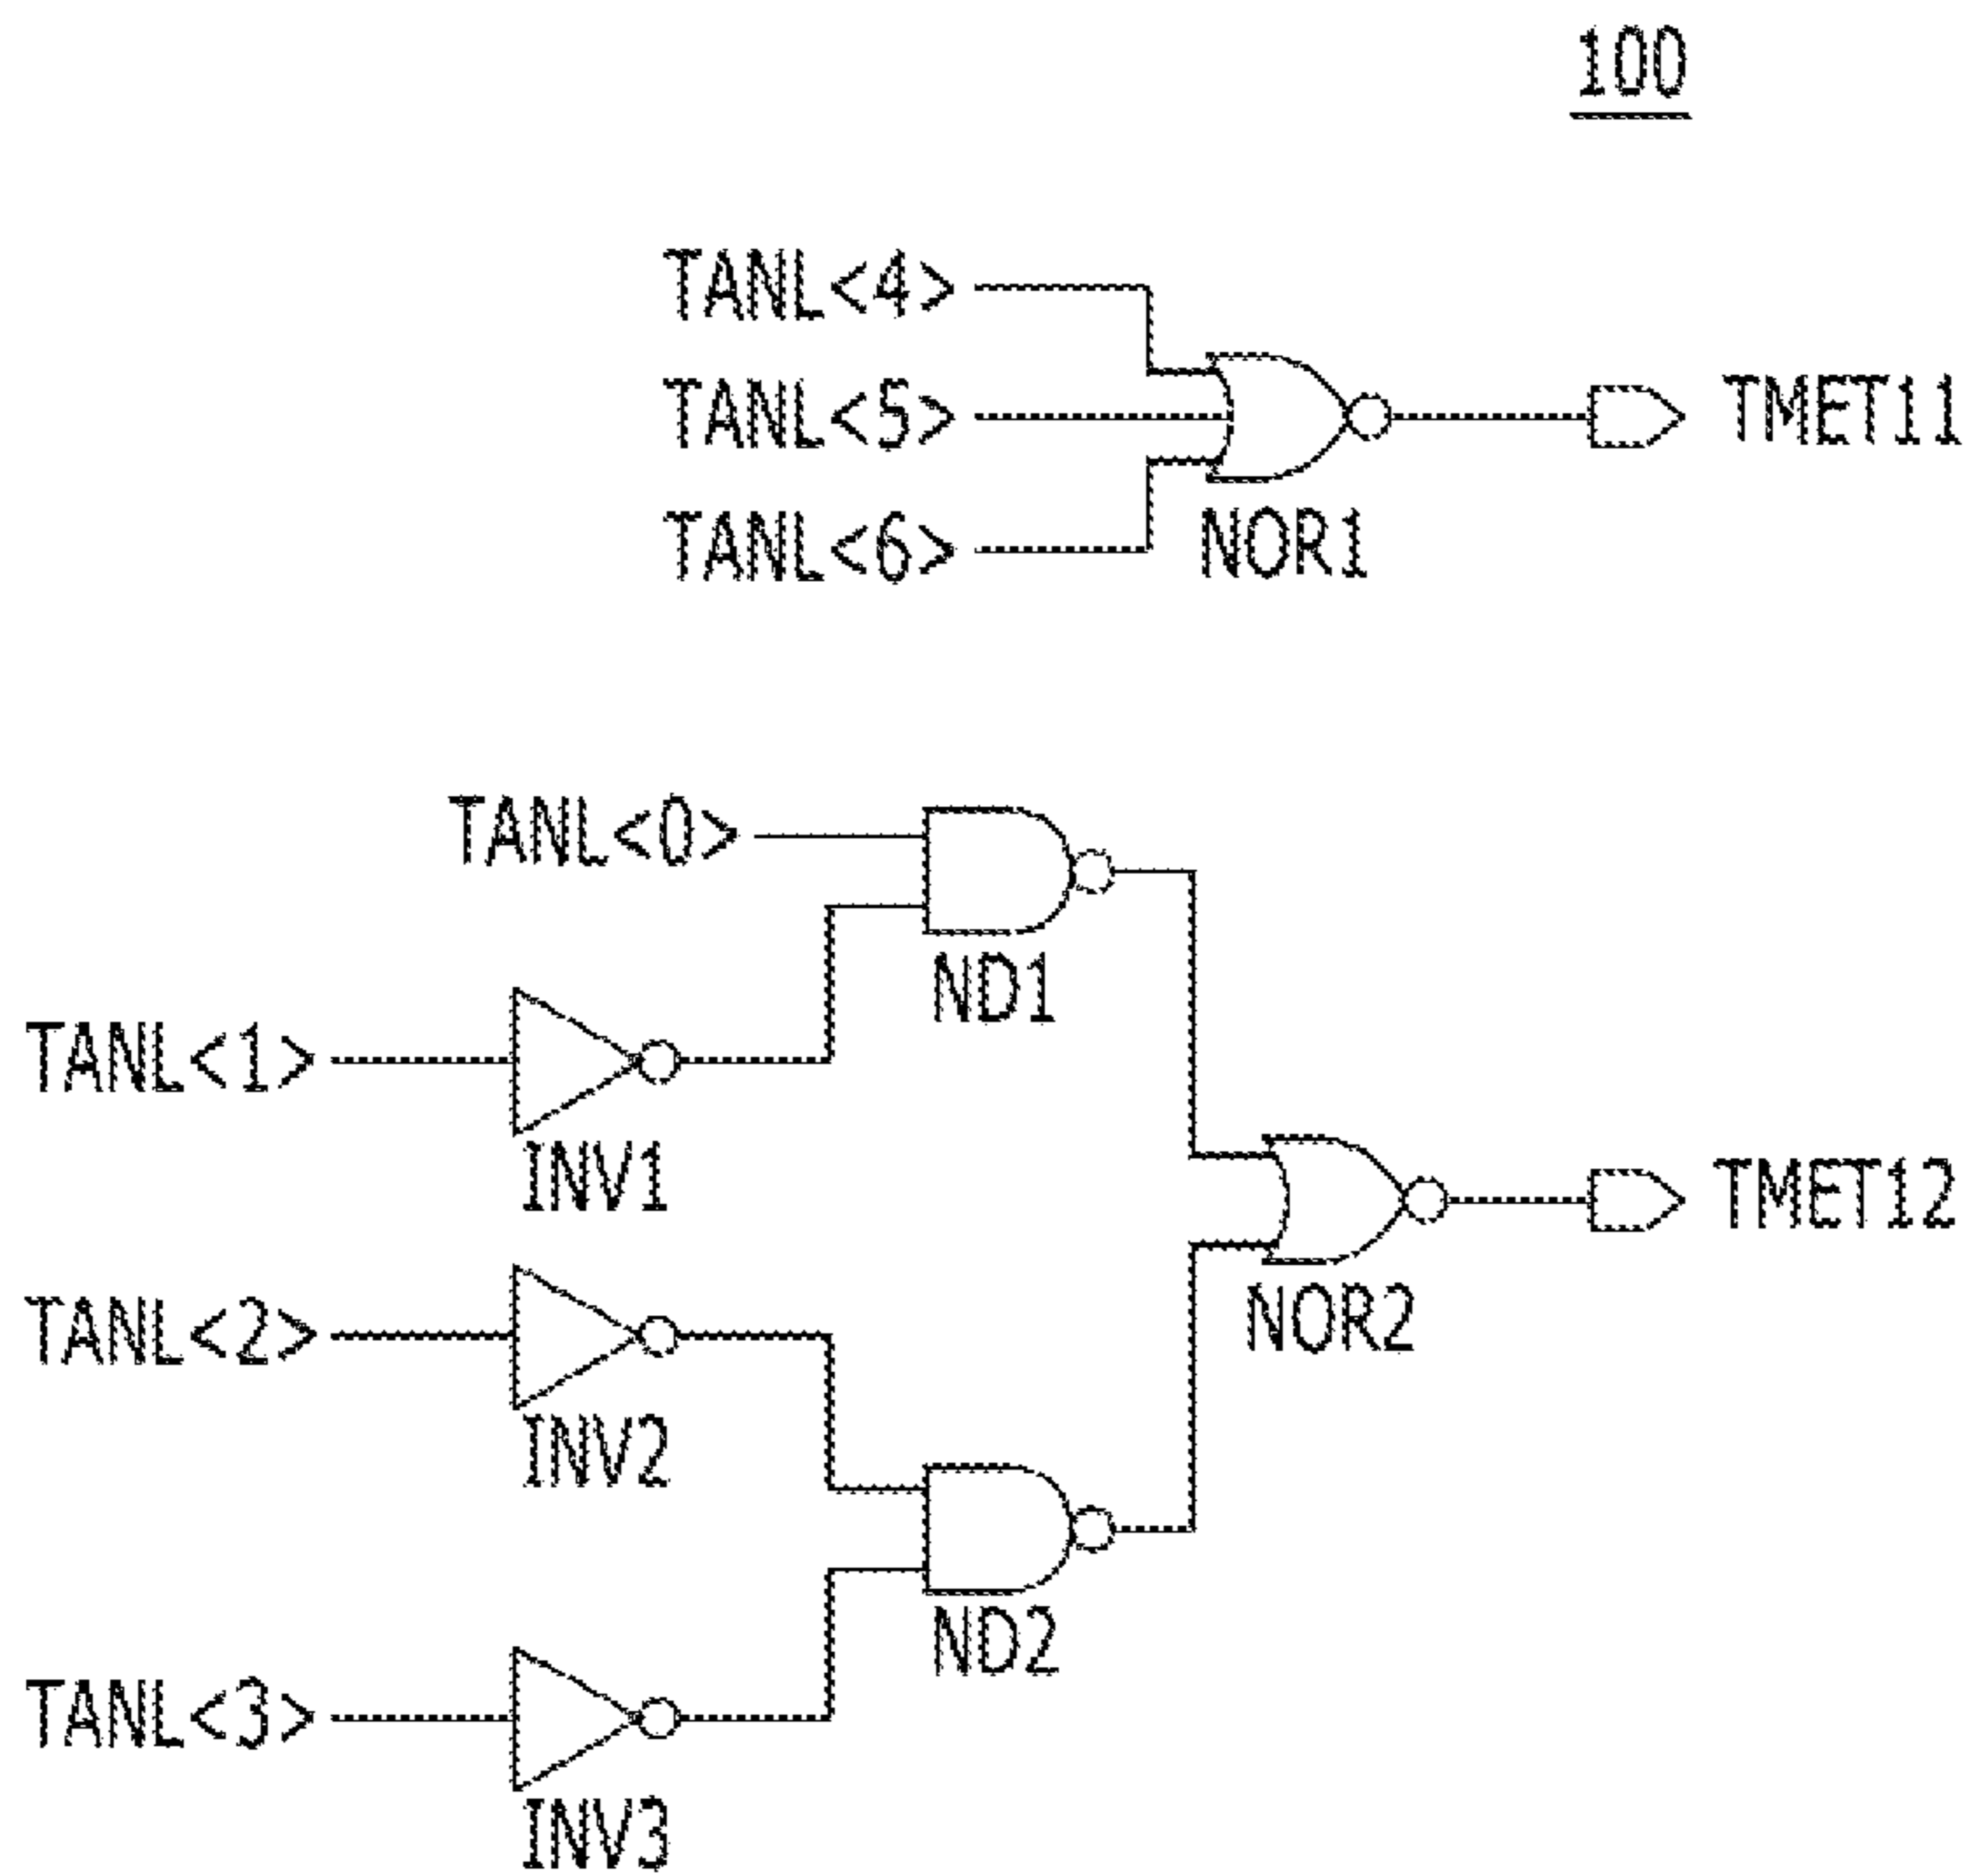 100
TANL<4>
TANL<5>
TMET11
TANL<6>
NOR1
TANL<0>
ND1
TANL<1>
INV1
TMET12
TANL<2>
NOR2
INV2
ND2
TANL<3>
INV3